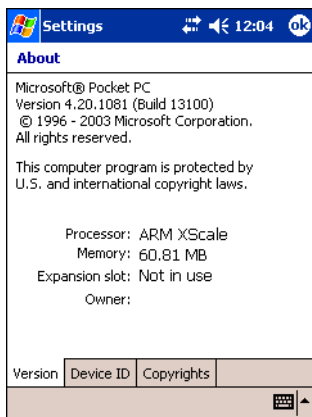 Settings 12:04 ok
About
Microsoft® Pocket PC
Version 4.20.1081 (Build 13100)
© 1996 - 2003 Microsoft Corporation.
All rights reserved.
This computer program is protected by
U.S. and international copyright laws.
Processor: ARM XScale
Memory: 60.81 MB
Expansion slot: Not in use
Owner:
Version Device ID Copyrights